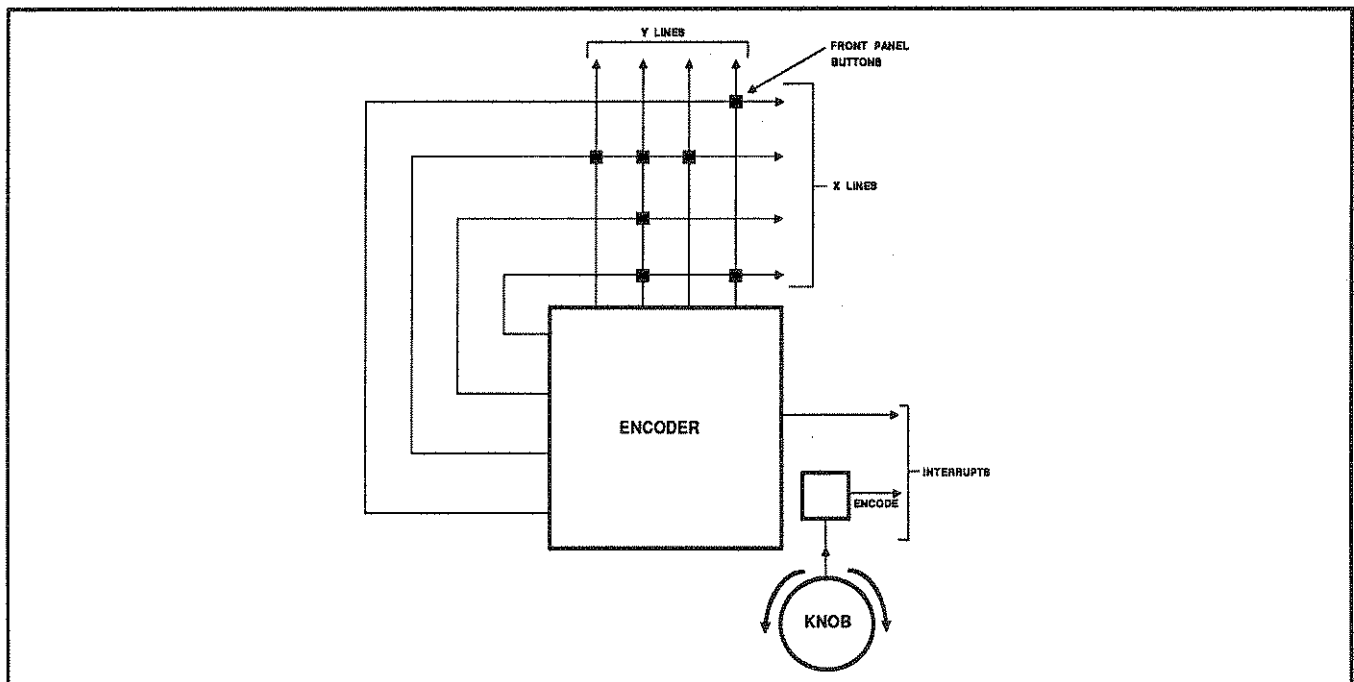 Y LINES
FRONT PANEL
BUTTONS
X LINES
ENCODER
INTERRUPTS
ENCODE
KNOB